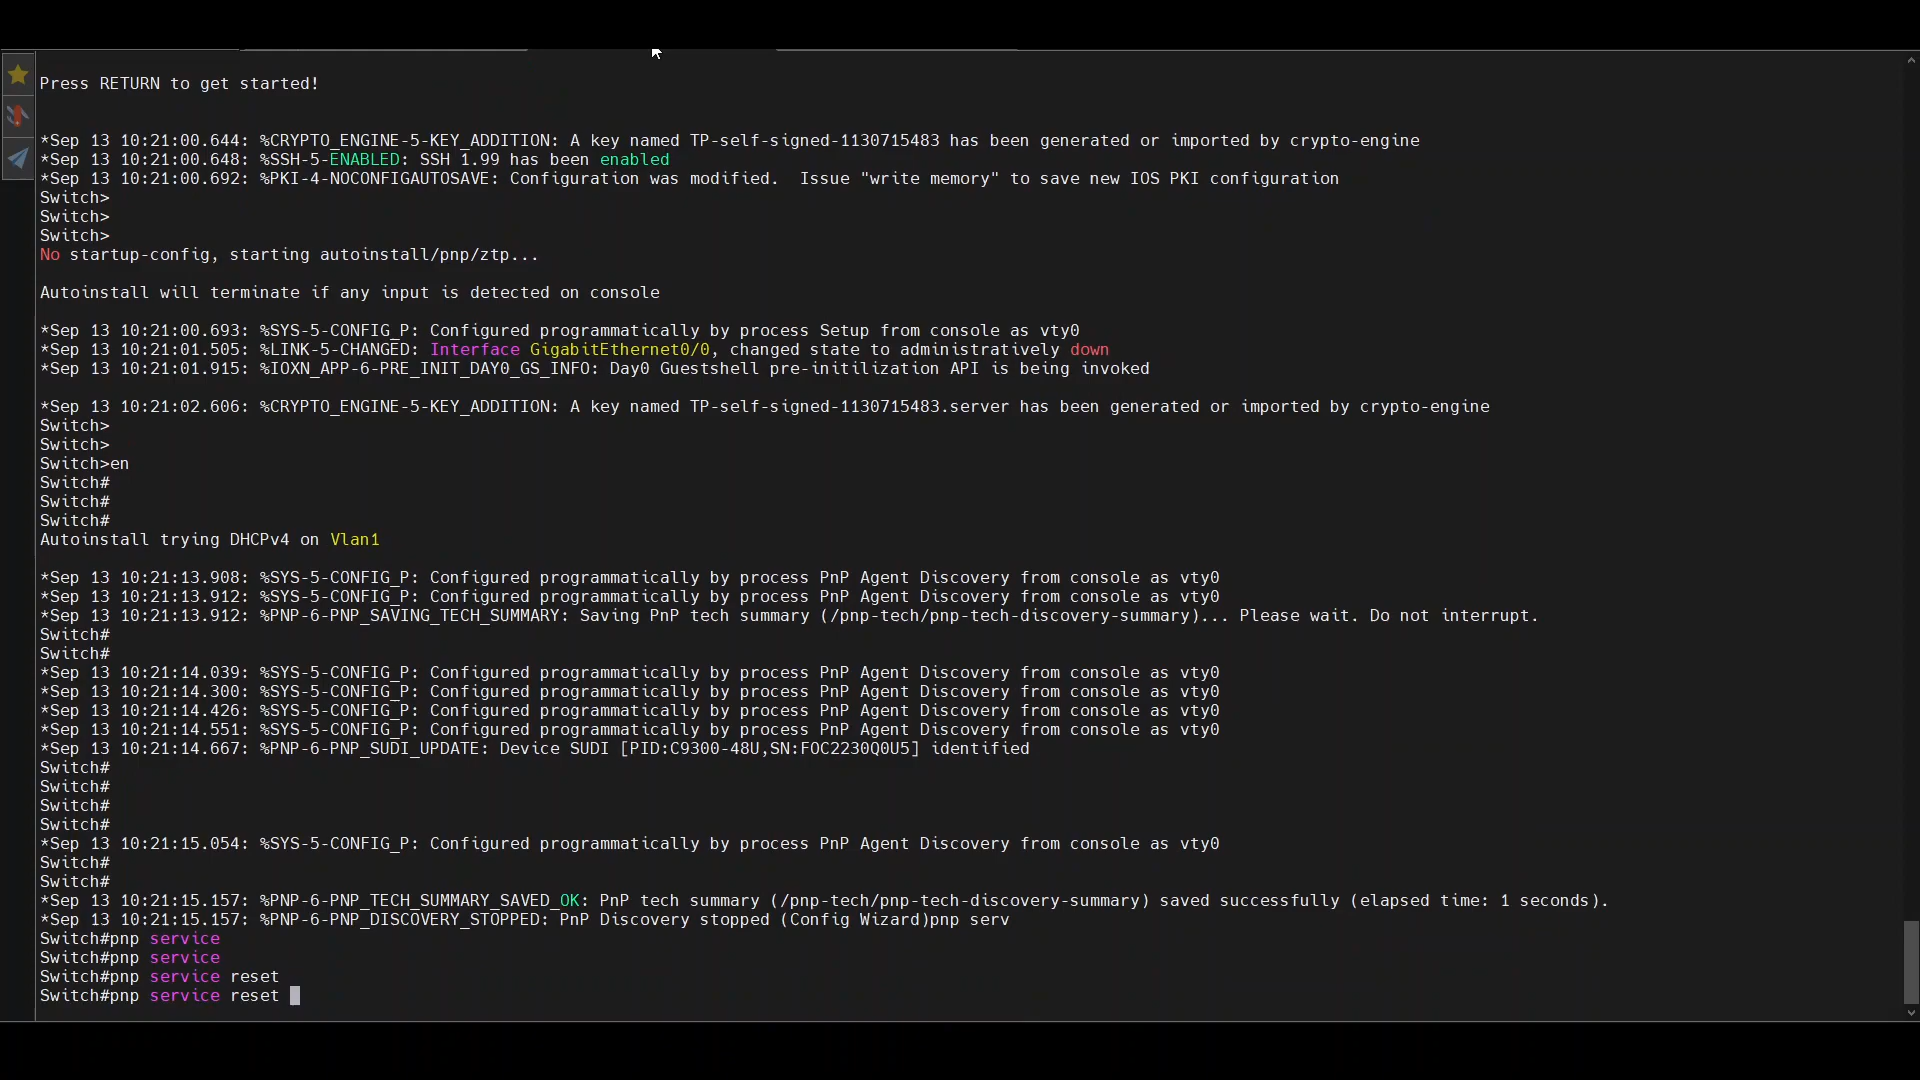 Press RETURN to get started!
*Sep 13 10:21:00.644: %CRYPTO_ENGINE-5-KEY_ADDITION: A key named TP-self-signed-1130715483 has been generated or imported by crypto-engine
*Sep 13 10:21:00.648: %SSH-5-ENABLED: SSH 1.99 has been enabled
*Sep 13 10:21:00.692: %PKI-4-NOCONFIGAUTOSAVE: Configuration was modified.  Issue "write memory" to save new IOS PKI configuration
Switch>
Switch>
Switch>
No startup-config, starting autoinstall/pnp/ztp...
Autoinstall will terminate if any input is detected on console
*Sep 13 10:21:00.693: %SYS-5-CONFIG_P: Configured programmatically by process Setup from console as vty0
*Sep 13 10:21:01.505: %LINK-5-CHANGED: Interface GigabitEthernet0/0, changed state to administratively down
*Sep 13 10:21:01.915: %IOXN_APP-6-PRE_INIT_DAY0_GS_INFO: Day0 Guestshell pre-initilization API is being invoked
*Sep 13 10:21:02.606: %CRYPTO_ENGINE-5-KEY_ADDITION: A key named TP-self-signed-1130715483.server has been generated or imported by crypto-engine
Switch>
Switch>
Switch>en
Switch#
Switch#
Switch#
Autoinstall trying DHCPv4 on Vlan1
*Sep 13 10:21:13.908: %SYS-5-CONFIG_P: Configured programmatically by process PnP Agent Discovery from console as vty0
*Sep 13 10:21:13.912: %SYS-5-CONFIG_P: Configured programmatically by process PnP Agent Discovery from console as vty0
*Sep 13 10:21:13.912: %PNP-6-PNP_SAVING_TECH_SUMMARY: Saving PnP tech summary (/pnp-tech/pnp-tech-discovery-summary)... Please wait. Do not interrupt.
Switch#
Switch#
*Sep 13 10:21:14.039: %SYS-5-CONFIG_P: Configured programmatically by process PnP Agent Discovery from console as vty0
*Sep 13 10:21:14.300: %SYS-5-CONFIG_P: Configured programmatically by process PnP Agent Discovery from console as vty0
*Sep 13 10:21:14.426: %SYS-5-CONFIG_P: Configured programmatically by process PnP Agent Discovery from console as vty0
*Sep 13 10:21:14.551: %SYS-5-CONFIG_P: Configured programmatically by process PnP Agent Discovery from console as vty0
*Sep 13 10:21:14.667: %PNP-6-PNP_SUDI_UPDATE: Device SUDI [PID:C9300-48U,SN:FOC2230Q0U5] identified
Switch#
Switch#
Switch#
Switch#
*Sep 13 10:21:15.054: %SYS-5-CONFIG_P: Configured programmatically by process PnP Agent Discovery from console as vty0
Switch#
Switch#
*Sep 13 10:21:15.157: %PNP-6-PNP_TECH_SUMMARY_SAVED_OK: PnP tech summary (/pnp-tech/pnp-tech-discovery-summary) saved successfully (elapsed time: 1 seconds).
*Sep 13 10:21:15.157: %PNP-6-PNP_DISCOVERY_STOPPED: PnP Discovery stopped (Config Wizard)pnp serv
Switch#pnp service
Switch#pnp service
Switch#pnp service reset
Switch#pnp service reset